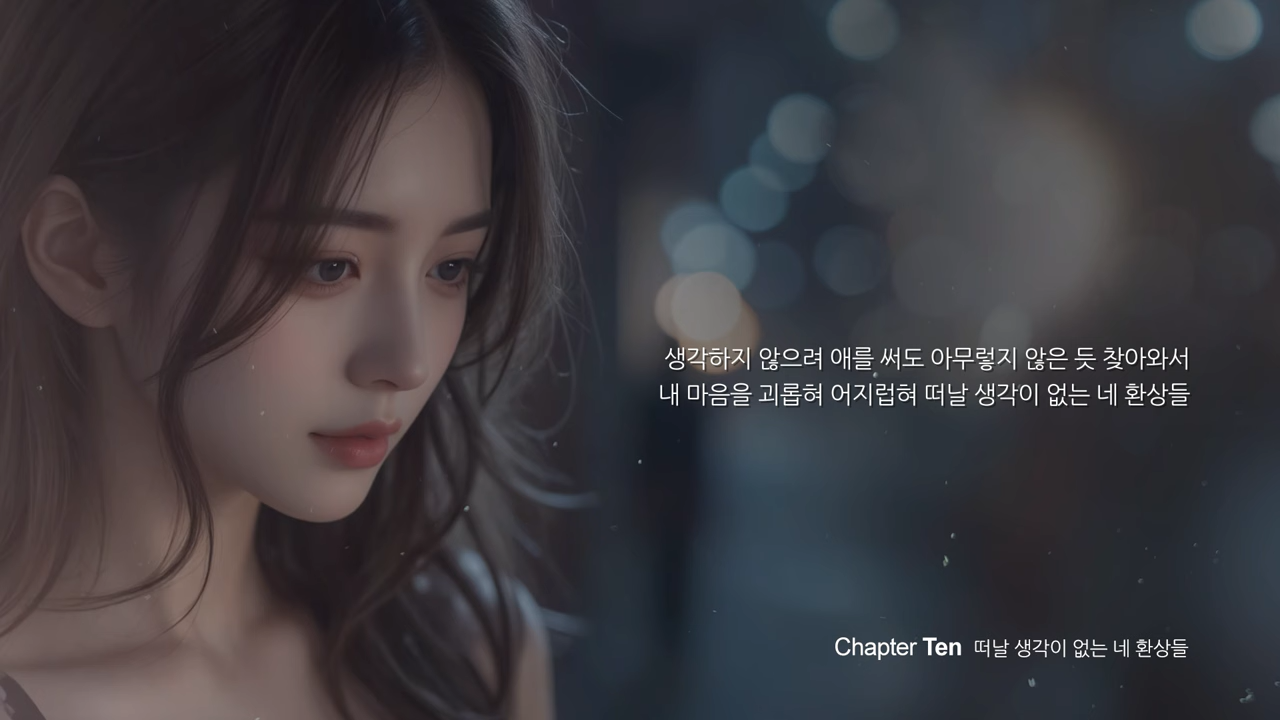 생각하지 않으려 애를 써도 아무렇지 않은 듯 찾아와서
내 마음을 괴롭혀 어지럽혀 떠날 생각이 없는 네 환상들
Chapter Ten 떠날 생각이 없는 네 환상들